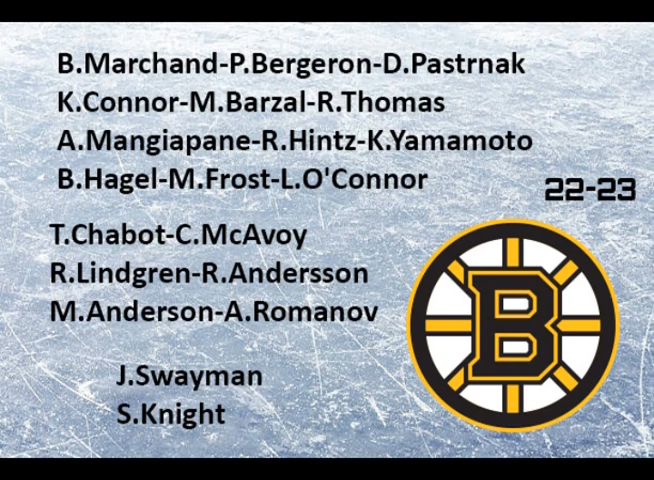 B.Marchand-P.Bergeron-D.Pastrnak
K.Connor-M.Barzal-R.Thomas
A.Mangiapane-R.Hintz-K.Yamamoto
B.Hagel-M.Frost-L.O'Connor
22-23
T.Chabot-C.McAvoy
R.Lindgren-R.Andersson
M.Anderson-A.Romanov
J.Swayman
S.Knight
B